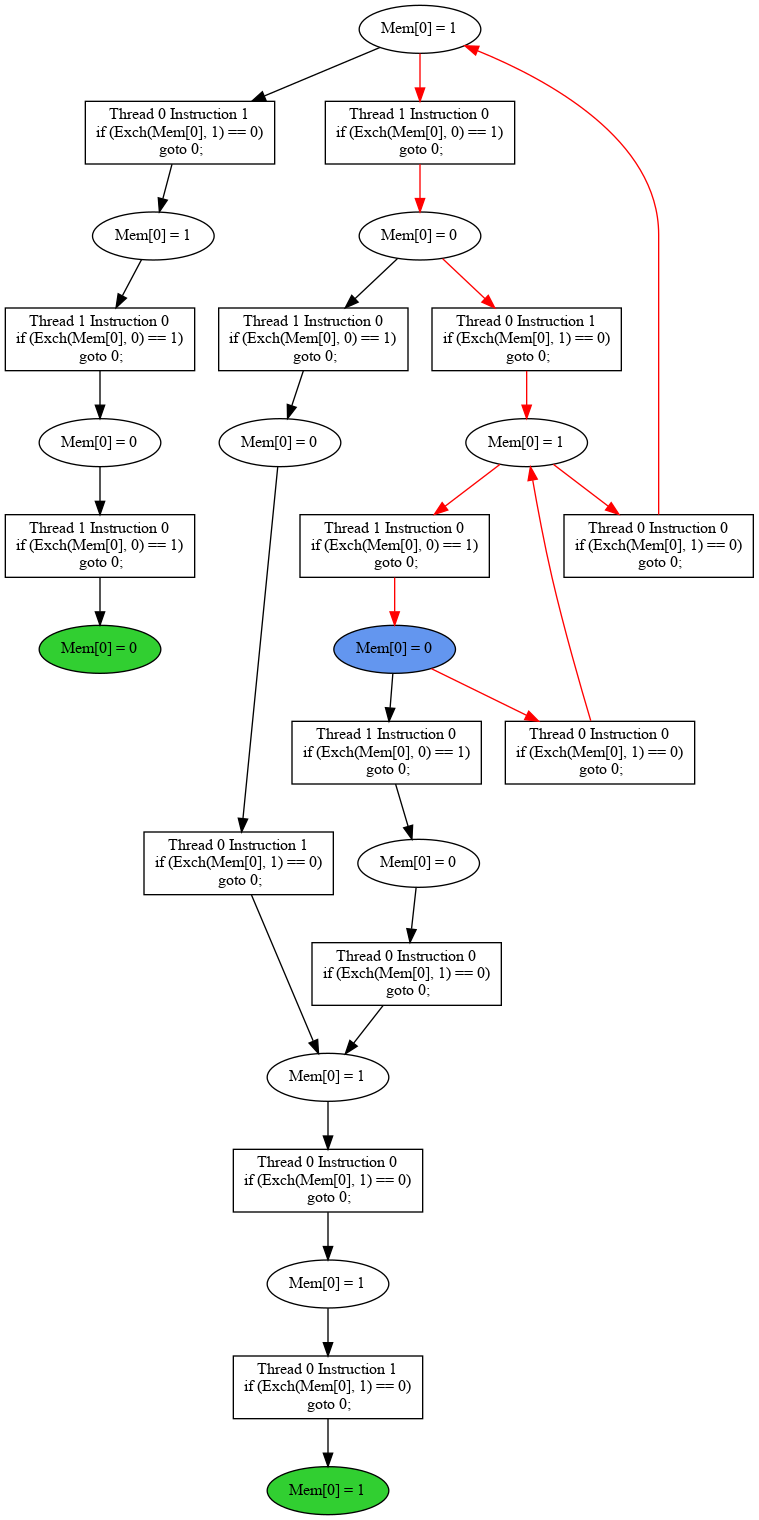 Mem[0] = 1
Thread 0 Instruction 1
if (Exch(Mem[0], 1) == 0)
goto 0;
Thread 1 Instruction 0
if (Exch(Mem[0], 0) == 1)
goto 0;
Mem[0] = 1
Mem[0] = 0
Thread 1 Instruction 0
if (Exch(Mem[0], 0) == 1)
goto 0;
Thread 1 Instruction 0
if (Exch(Mem[0], 0) == 1)
goto 0;
Thread 0 Instruction 1
if (Exch(Mem[0], 1) == 0)
goto 0;
Mem[0] = 0
Mem[0] = 0
Mem[0] = 1
Thread 1 Instruction 0
if (Exch(Mem[0], 0) == 1)
goto 0;
Thread 1 Instruction 0
if (Exch(Mem[0], 0) == 1)
goto 0;
Thread 0 Instruction 0
if (Exch(Mem[0], 1) == 0)
goto 0;
Mem[0] = 0
Mem[0] = 0
Thread 1 Instruction 0
if (Exch(Mem[0], 0) == 1)
goto 0;
Thread 0 Instruction 0
if (Exch(Mem[0], 1) == 0)
goto 0;
Thread 0 Instruction 1
if (Exch(Mem[0], 1) == 0)
goto 0;
Mem[0] = 0
Thread 0 Instruction 0
if (Exch(Mem[0], 1) == 0)
goto 0;
Mem[0] = 1
Thread 0 Instruction 0
if (Exch(Mem[0], 1) == 0)
goto 0;
Mem[0] = 1
Thread 0 Instruction 1
if (Exch(Mem[0], 1) == 0)
goto 0;
Mem[0] = 1